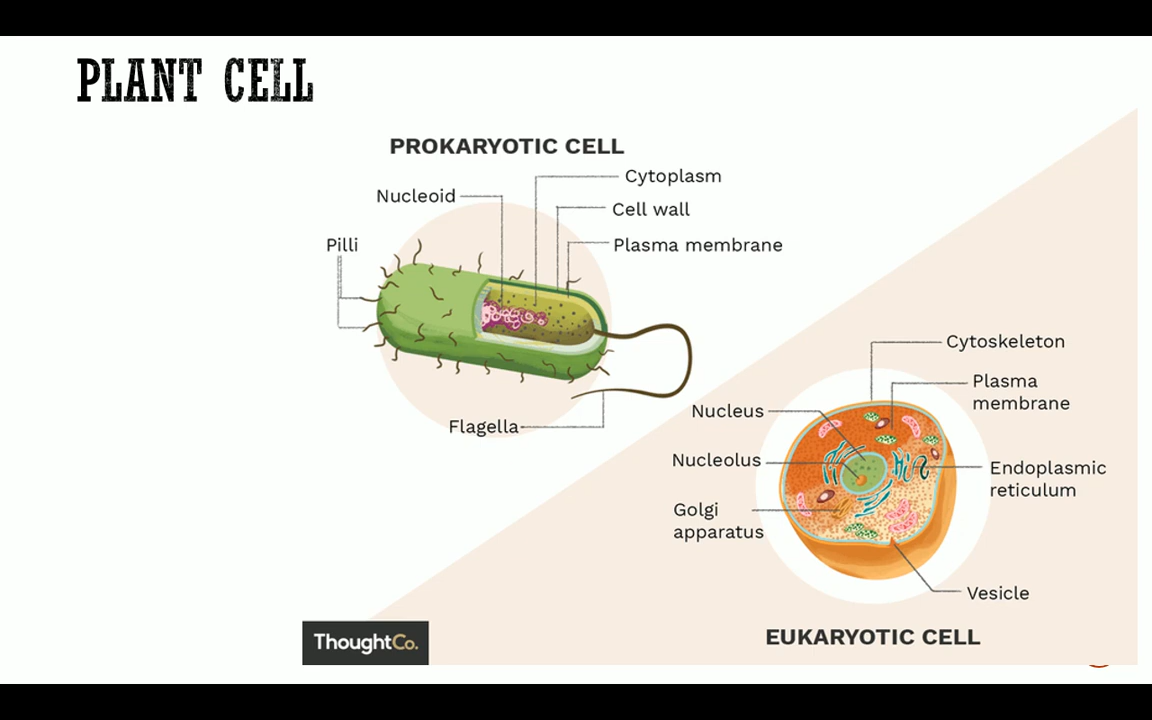 PLANT CELL
PROKARYOTIC CELL
Cytoplasm
Nucleoid
Cell wall
Pilli
Plasma membrane
Flagella
Cytoskeleton
Plasma
membrane
Nucleus
Nucleolus
Endoplasmic
reticulum
Golgi
apparatus
Vesicle
ThoughtCo.
EUKARYOTIC CELL